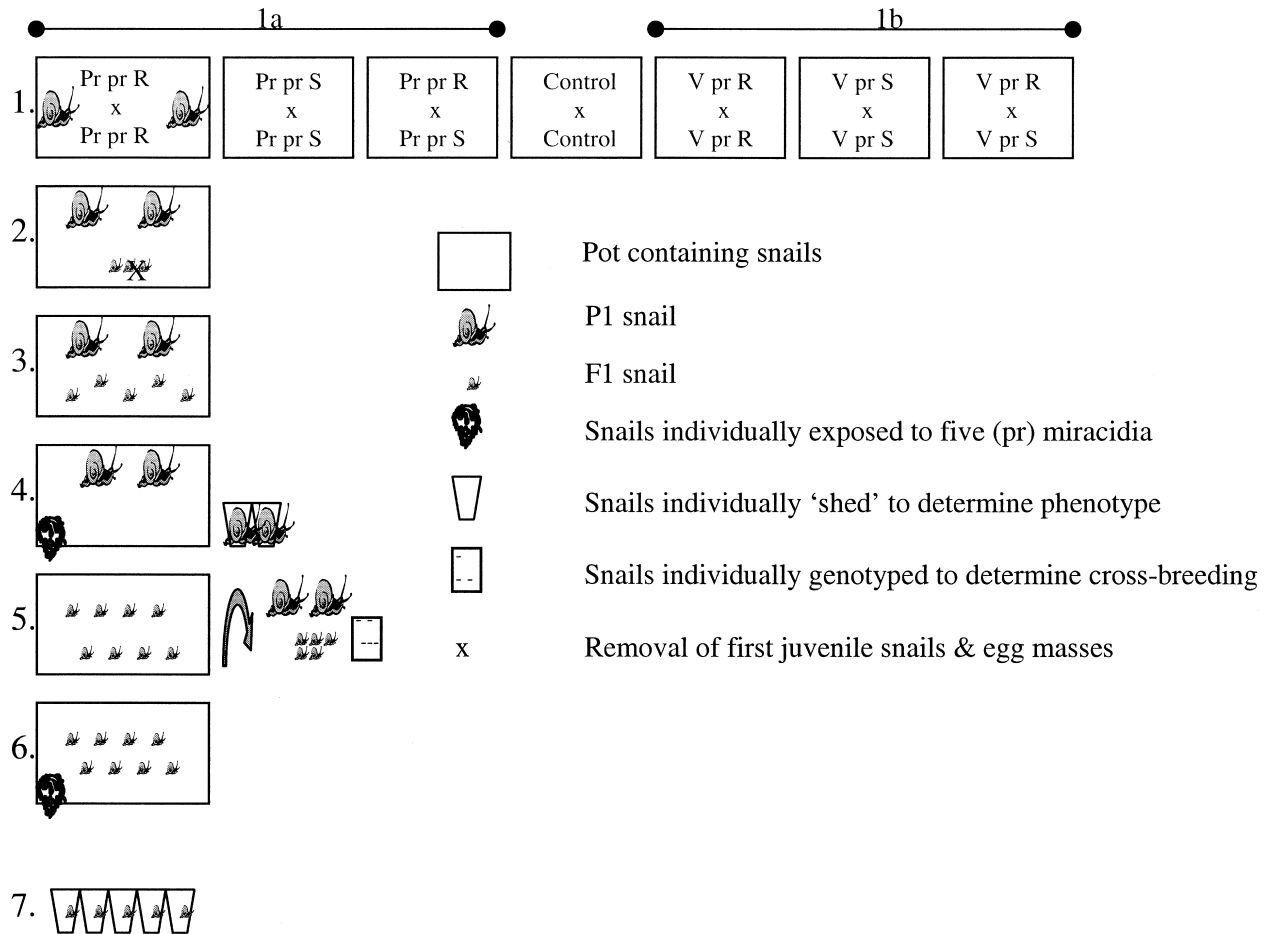 1a
1b
1.
Pr pr R
x
Pr pr R
Pr pr S
x
Pr pr S
Pr pr R
x
Pr pr S
Control
x
Control
V pr R
x
V pr R
V pr S
x
V pr S
V pr R
x
V pr S
2.
X
3.
4.
5.
6.
7.
Pot containing snails
P1 snail
F1 snail
Snails individually exposed to five (pr) miracidia
Snails individually ‘shed’ to determine phenotype
Snails individually genotyped to determine cross-breeding
x Removal of first juvenile snails & egg masses